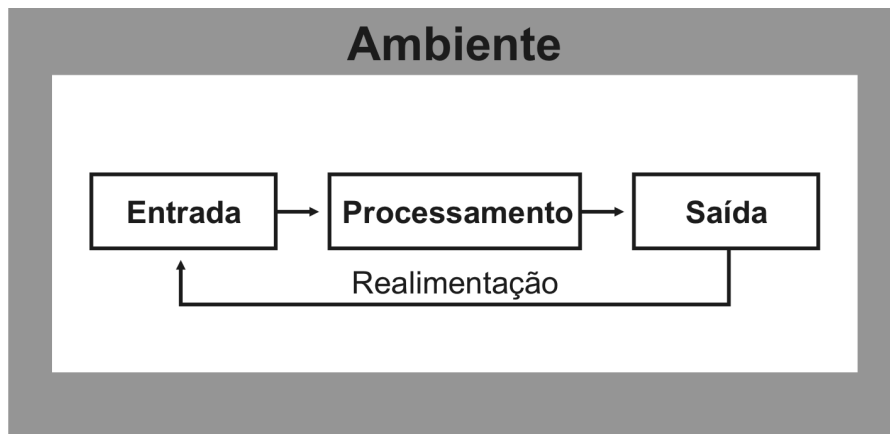 Ambiente
Entrada
Processamento
Saída
Realimentação